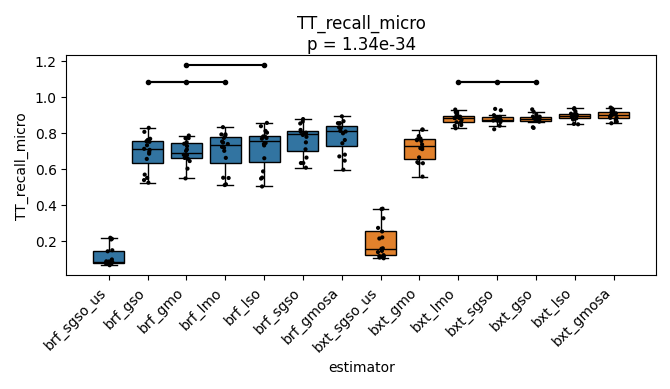 TT_recall_micro
p = 1.34e-34
TT_recall_micro
1.2
1.0
0.8
0.6
0.4
0.2
brf_sgso_us
brf_gso
brf_gmo
brf_lmo
brf_lso
brf_sgso
brf_gmosa
bxt_sgso_us
bxt_gmo
bxt_lmo
bxt_sgso
bxt_gso
bxt_lso
bxt_gmosa
estimator